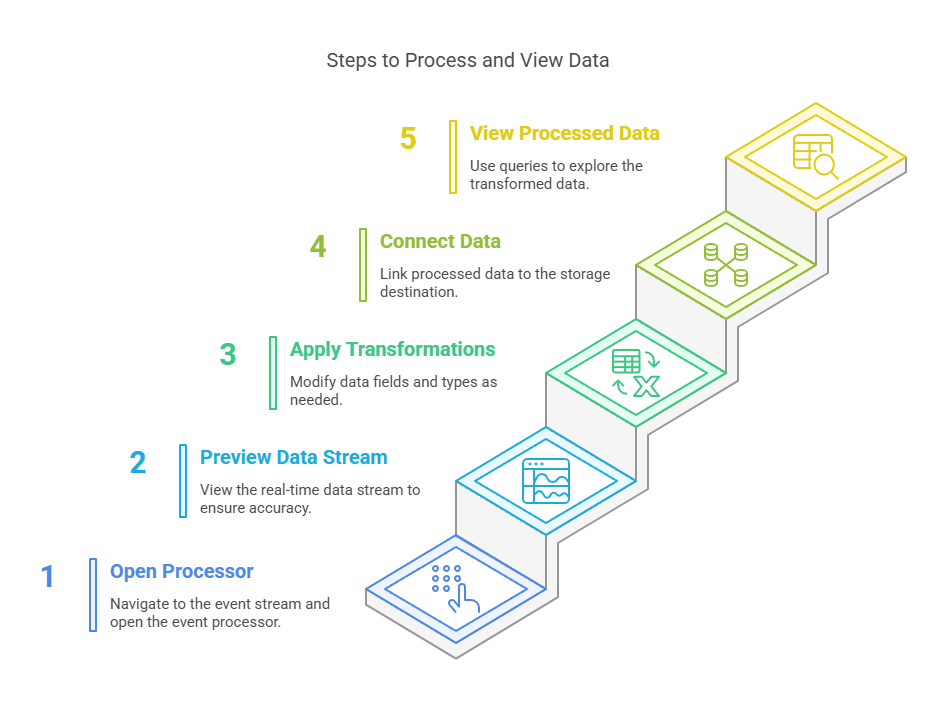 Steps to Process and View Data
5
View Processed Data
Use queries to explore the
transformed data.
4
Connect Data
Link processed data to the storage
destination.
3
Apply Transformations
Modify data fields and types as
needed.
2
Preview Data Stream
View the real-time data stream to
ensure accuracy.
1
Open Processor
Navigate to the event stream and
open the event processor.